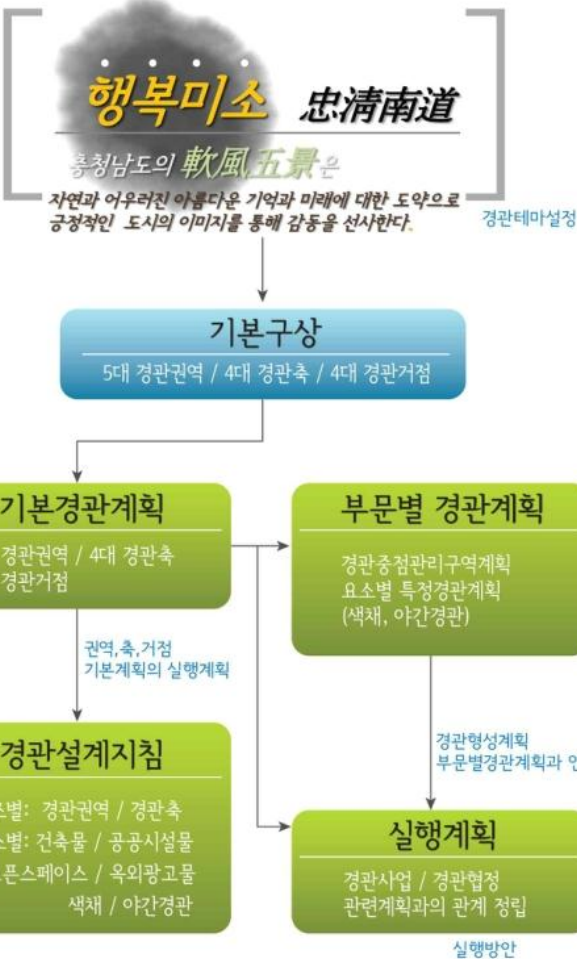 행복미소 忠淸南道
충청남도의 軟風五景은
자연과 어우러진 아름다운 기억과 미래에 대한 도약으로
긍정적인 도시의 이미지를 통해 감동을 선사한다.
경관테마설정
기본구상
5대 경관권역 / 4대 경관축 / 4대 경관거점
기본경관계획
경관권역 / 4대 경관축
경관거점
부문별 경관계획
경관중점관리구역계획
요소별 특정경관계획
(색채, 야간경관)
권역,축,거점
기본계획의 실행계획
경관설계지침
별: 경관권역 / 경관축
별: 건축물 / 공공시설물
픈스페이스 / 옥외광고물
색채 / 야간경관
경관형성계획
부문별경관계획과
실행계획
경관사업 / 경관협정
관련계획과의 관계 정립
실행방안